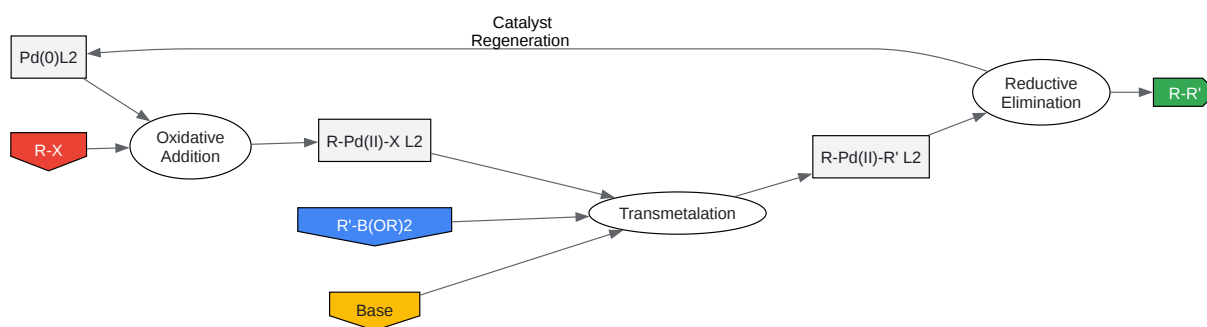 Catalyst
Regeneration
Pd(0)L2
Reductive
Elimination
R-R'
Oxidative
Addition
R-X
R-Pd(II)-X L2
R-Pd(II)-R' L2
R'-B(OR)2
Transmetalation
Base